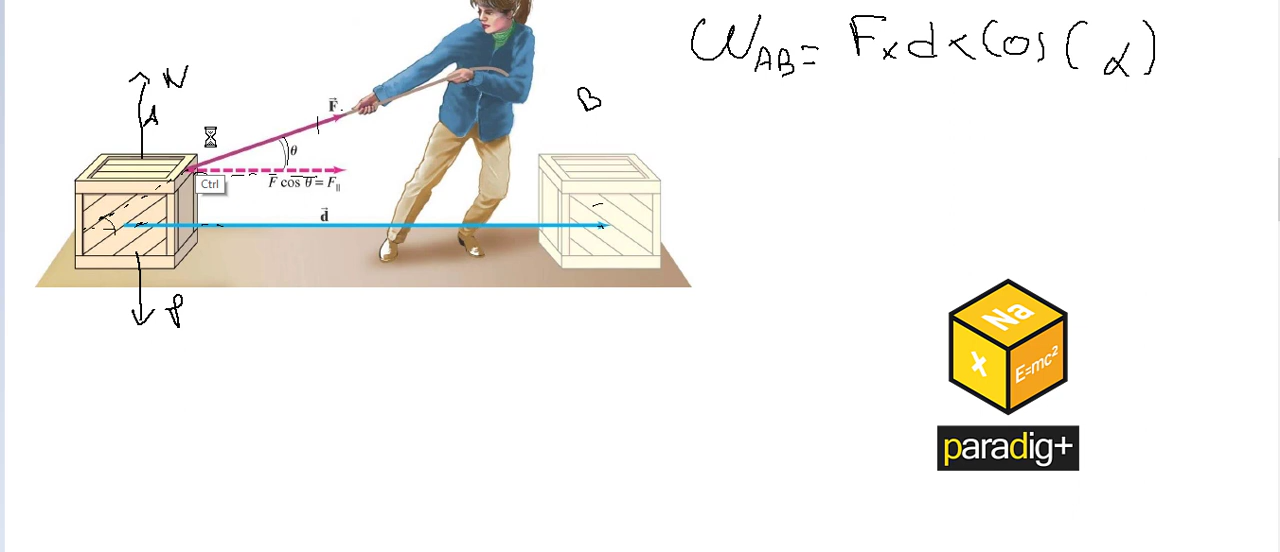 W_AB = F x d x Cos ( α )
N
A
B
F
θ
Ctrl
F cos θ = F||
d
P
Na
x
E=mc²
paradig+